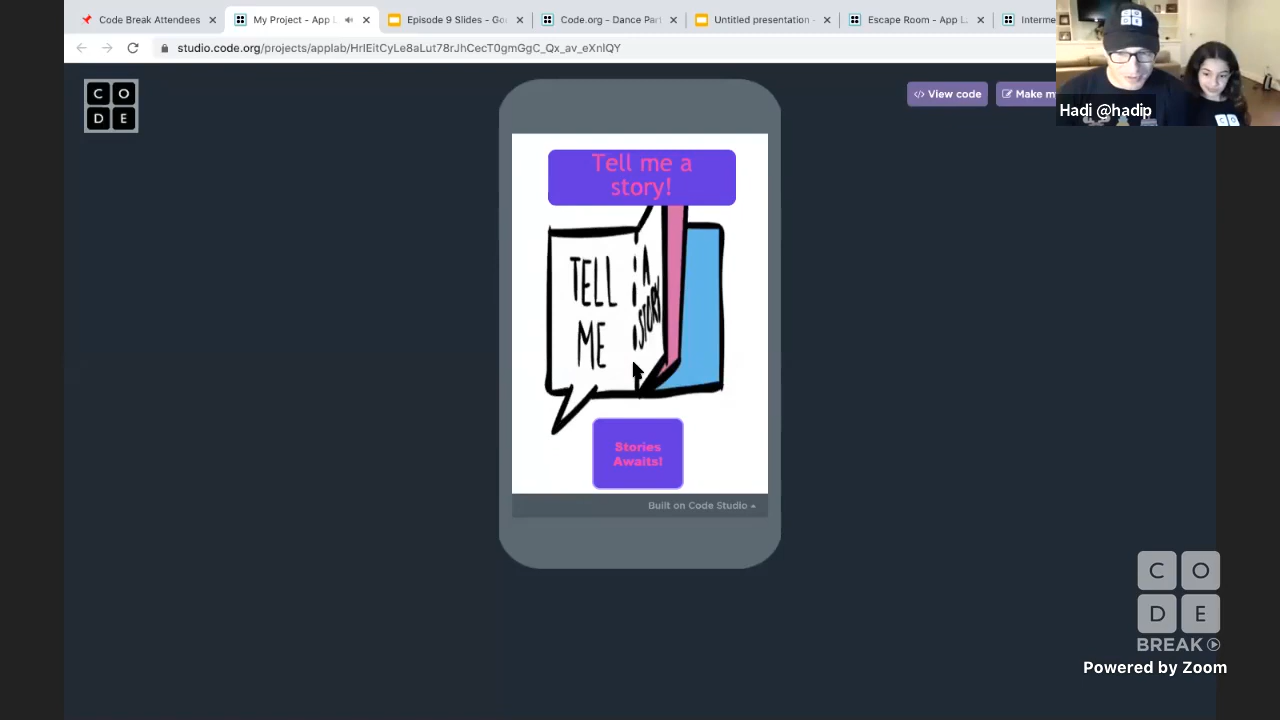 Code Break Attendees
My Project - App L
Episode 9 Slides - Go
Code.org - Dance Par
Untitled presentation -
Escape Room - App L
Interme
studio.code.org/projects/applab/HrIEitCyLe8aLut78rJhCecT0gmGgC_Qx_av_eXnIQY
C O
D E
View code
Make m
Hadi @hadip
Tell me a
story!
TELL
ME
A
STORY
Stories
Awaits!
Built on Code Studio
C O
D E
BREAK
Powered by Zoom